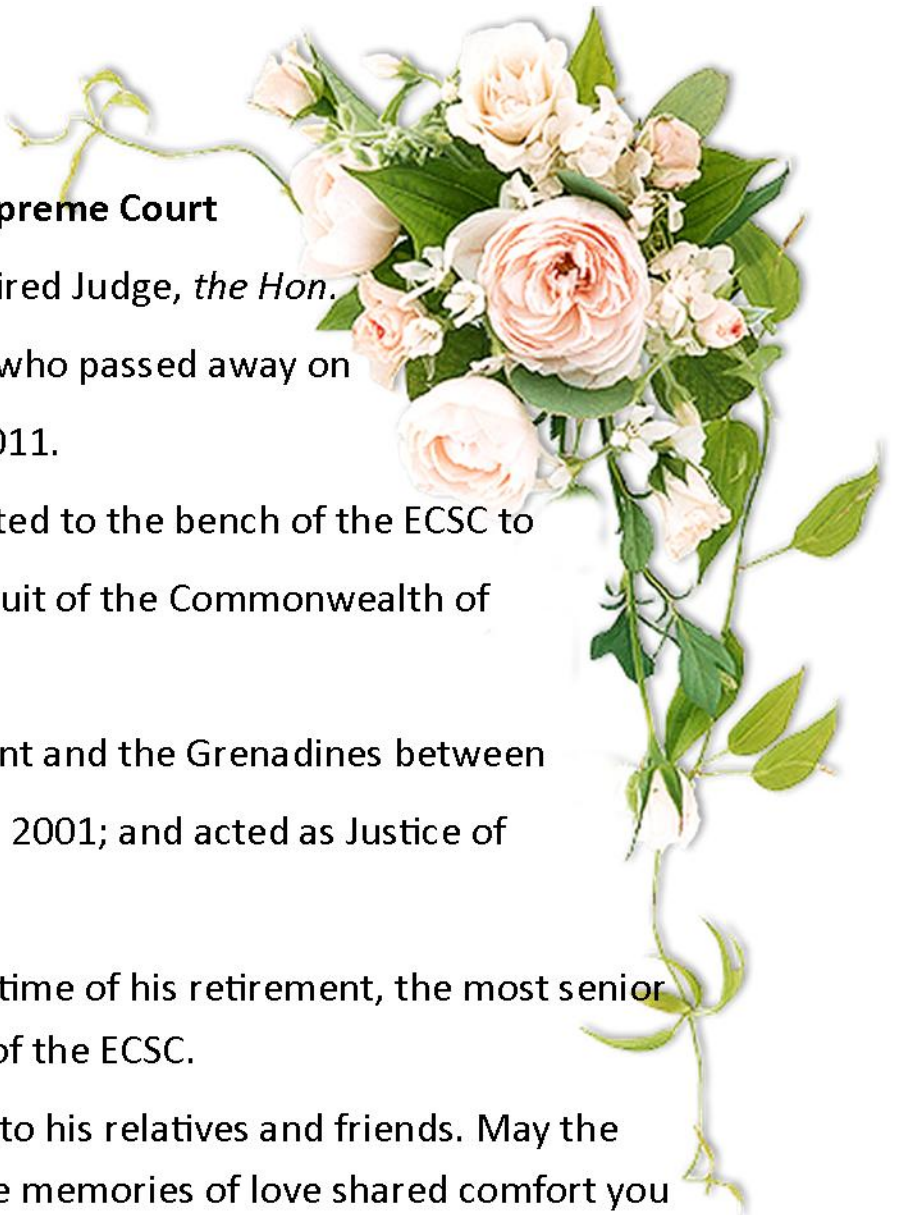 preme Court
ired Judge, the Hon.
who passed away on
011.
ted to the bench of the ECSC to
uit of the Commonwealth of
nt and the Grenadines between
2001; and acted as Justice of
time of his retirement, the most senior
of the ECSC.
to his relatives and friends. May the
e memories of love shared comfort you